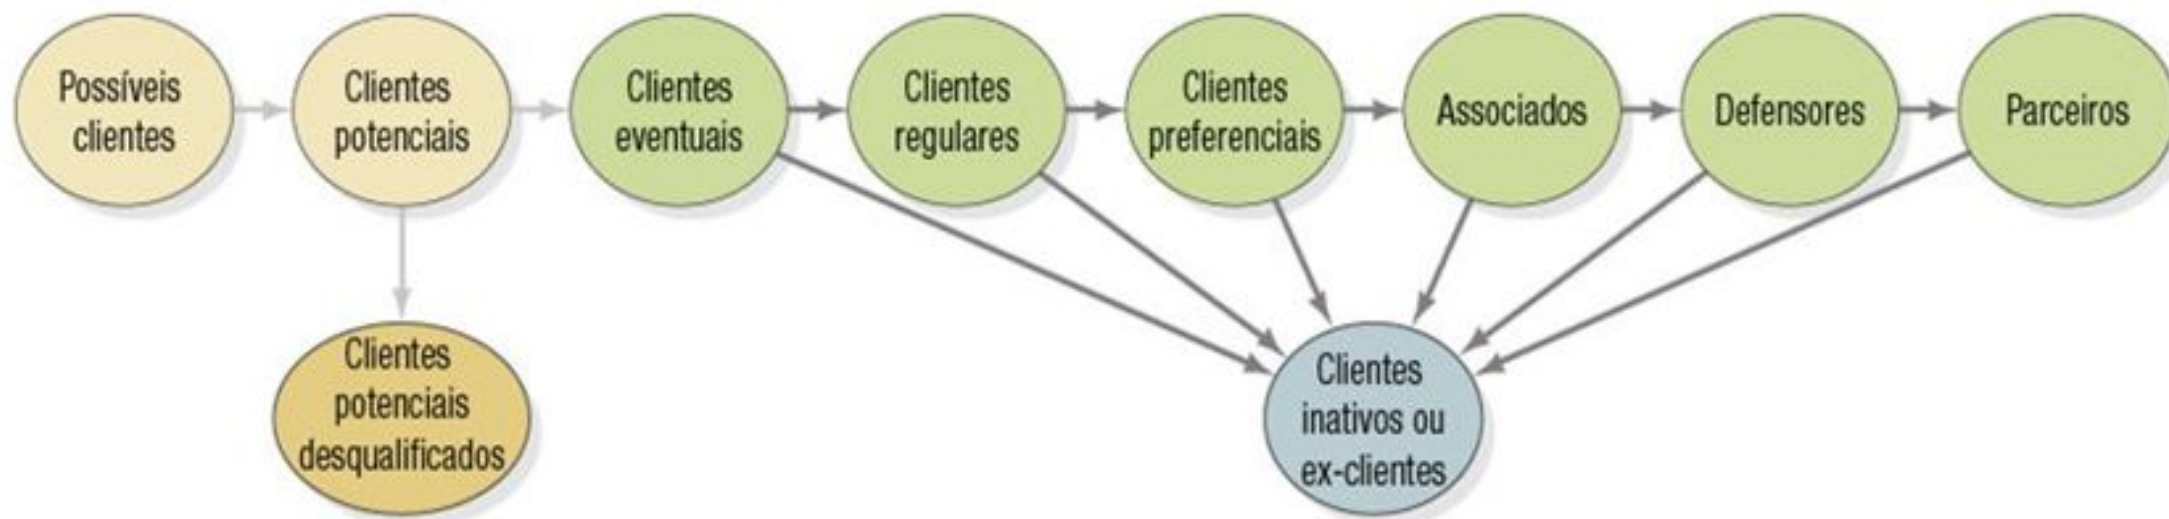 Possíveis
clientes
Clientes
potenciais
Clientes
eventuais
Clientes
regulares
Clientes
preferenciais
Associados
Defensores
Parceiros
Clientes
potenciais
desqualificados
Clientes
inativos ou
ex-clientes